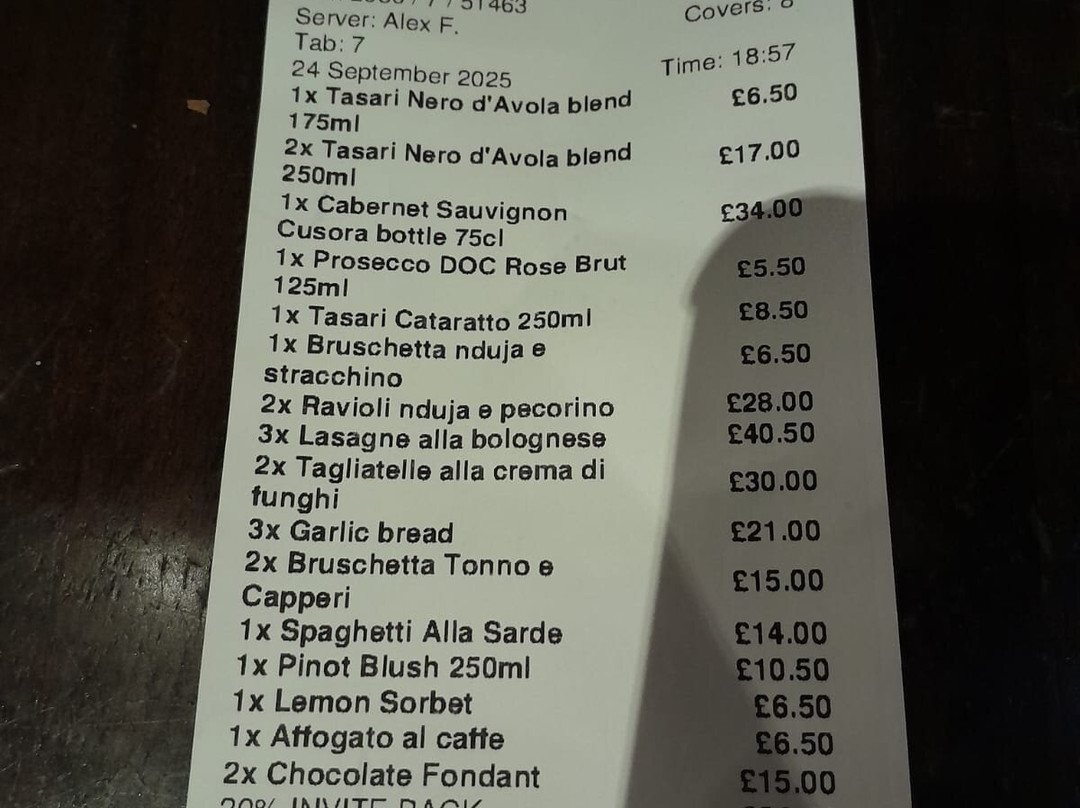 51463
Covers: 8
Server: Alex F.
Tab: 7
24 September 2025 Time: 18:57
1x Tasari Nero d'Avola blend £6.50
175ml
2x Tasari Nero d'Avola blend £17.00
250ml
1x Cabernet Sauvignon £34.00
Cusora bottle 75cl
1x Prosecco DOC Rose Brut £5.50
125ml
1x Tasari Cataratto 250ml £8.50
1x Bruschetta nduja e £6.50
stracchino
2x Ravioli nduja e pecorino £28.00
3x Lasagne alla bolognese £40.50
2x Tagliatelle alla crema di £30.00
funghi
3x Garlic bread £21.00
2x Bruschetta Tonno e £15.00
Capperi
1x Spaghetti Alla Sarde £14.00
1x Pinot Blush 250ml £10.50
1x Lemon Sorbet £6.50
1x Affogato al caffe £6.50
2x Chocolate Fondant £15.00
20% INVITE BACK